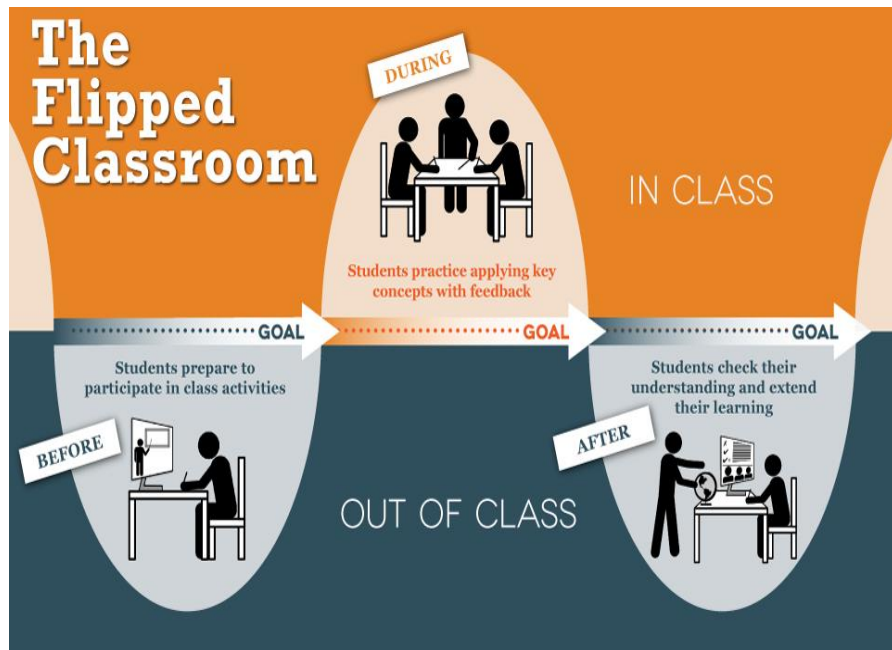 The
Flipped
Classroom
DURING
IN CLASS
Students practice applying key
concepts with feedback
GOAL
GOAL
GOAL
Students prepare to
participate in class activities
BEFORE
Students check their
understanding and extend
their learning
AFTER
OUT OF CLASS